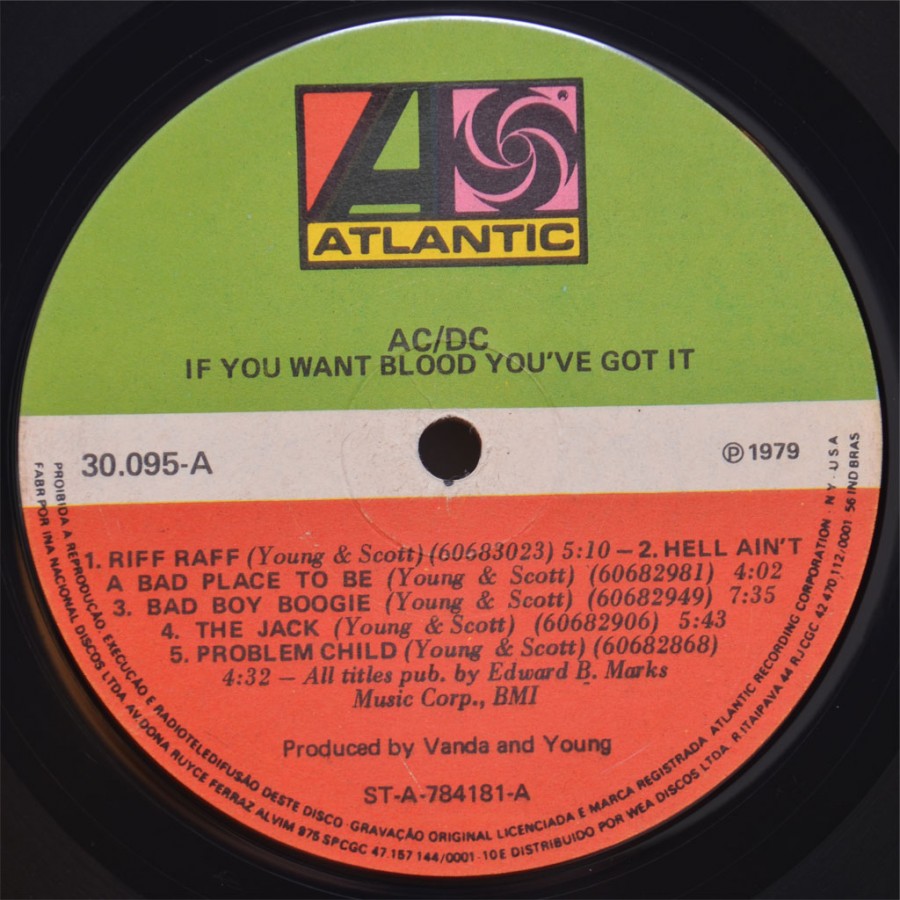 ATLANTIC
®
AC/DC
IF YOU WANT BLOOD YOU'VE GOT IT
30.095-A
℗ 1979
1. RIFF RAFF (Young & Scott) (60683023) 5:10 – 2. HELL AIN'T
A BAD PLACE TO BE (Young & Scott) (60682981) 4:02
3. BAD BOY BOOGIE (Young & Scott) (60682949) 7:35
4. THE JACK (Young & Scott) (60682906) 5:43
5. PROBLEM CHILD (Young & Scott) (60682868)
4:32 – All titles pub. by Edward B. Marks
Music Corp., BMI
Produced by Vanda and Young
ST-A-784181-A
PROIBIDA A REPRODUÇÃO, EXECUÇÃO E RADIOTELEDIFUSÃO DESTE DISCO - GRAVAÇÃO ORIGINAL LICENCIADA E MARCA REGISTRADA ATLANTIC RECORDING CORPORATION - NY - USA
FABR POR INA NACIONAL DISCOS LTDA AV. DONA RUYCE FERRAZ ALVIM 975 SP CGC 47 157 144/0001-10 E DISTRIBUIDO POR WEA DISCOS LTDA. R ITAIPAVA 44 RJ CGC 42 470 112/0001 56 IND BRAS